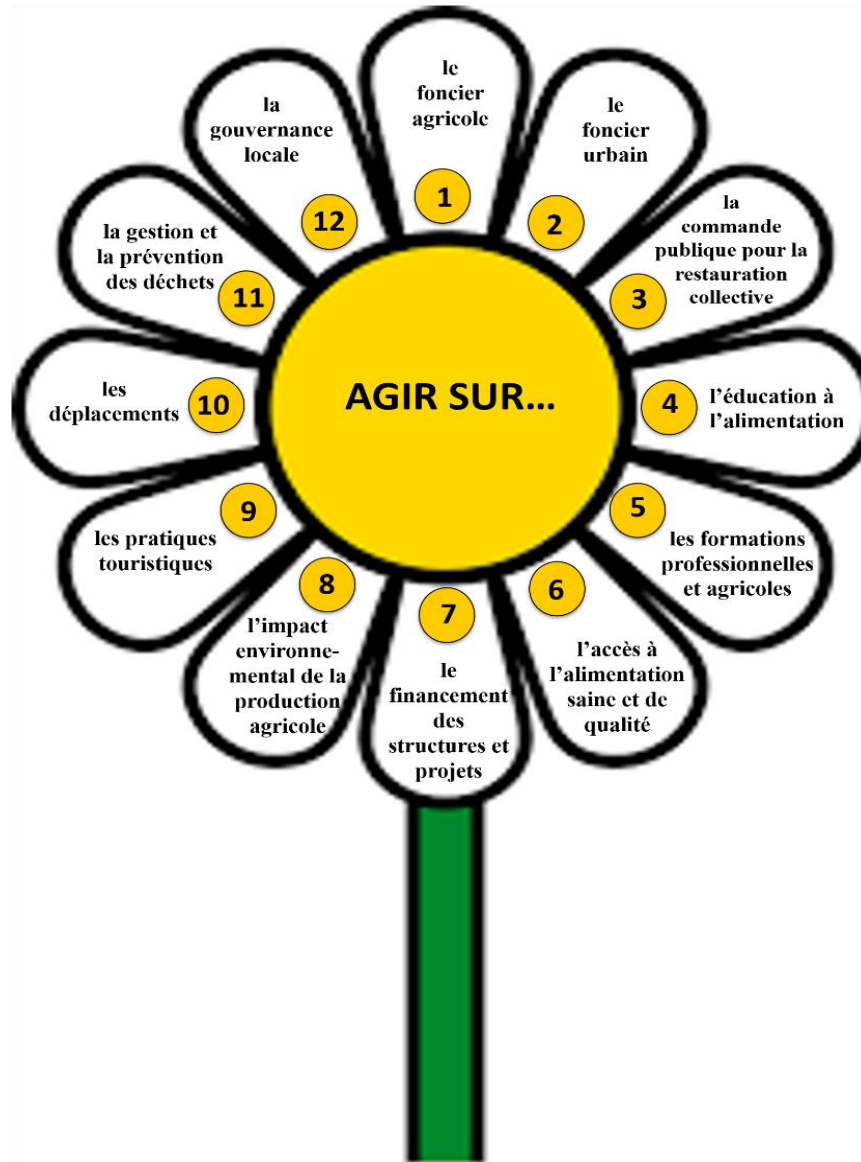 AGIR SUR...
le
foncier
agricole
1
le
foncier
urbain
2
la
commande
publique pour la
restauration
collective
3
4
l'éducation à
l'alimentation
5
les formations
professionnelles
et agricoles
6
l'accès à
l'alimentation
saine et de
qualité
7
le
financement
des
structures et
projets
8
l'impact
environne-
mental de la
production
agricole
9
les pratiques
touristiques
les
déplacements
10
la gestion et
la prévention
des déchets
11
la
gouvernance
locale
12